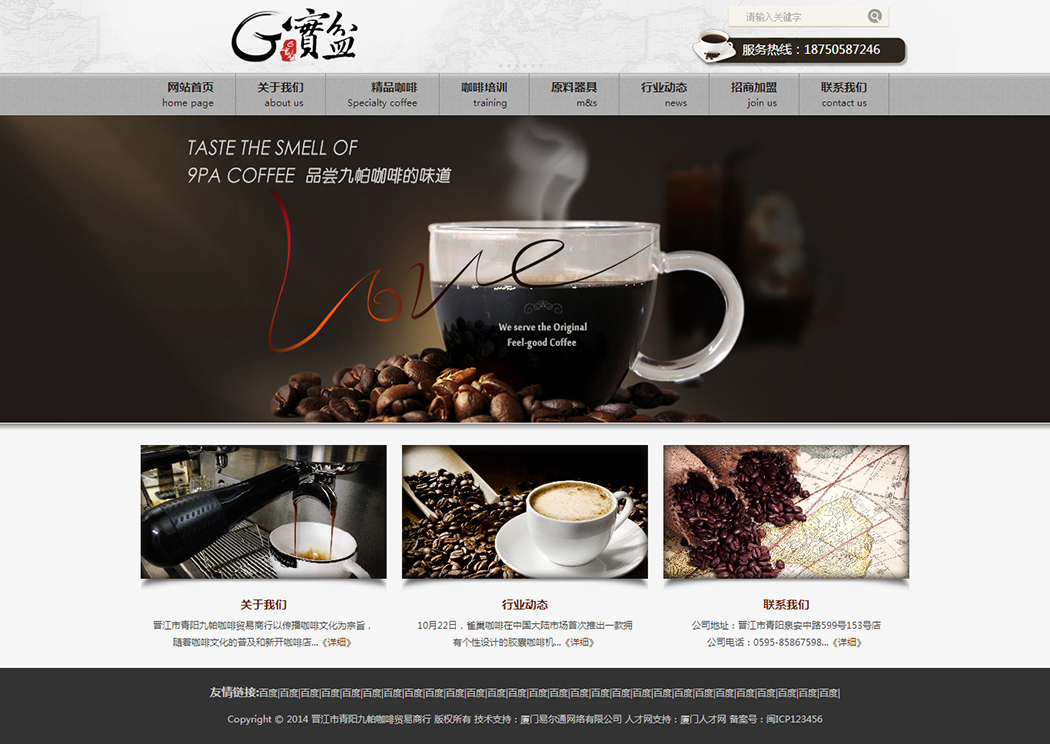 G 實盆
请输入关键字
服务热线：18750587246
网站首页 关于我们 精品咖啡 咖啡培训 原料器具 行业动态 招商加盟 联系我们
home page about us Specialty coffee training m&s news join us contact us
TASTE THE SMELL OF
9PA COFFEE 品尝九帕咖啡的味道
Love
We serve the Original
Feel-good Coffee
关于我们
晋江市青阳九帕咖啡贸易商行以传播咖啡文化为宗旨，
随着咖啡文化的普及和新开咖啡店...《详细》
行业动态
10月22日，雀巢咖啡在中国大陆市场首次推出一款拥
有个性设计的胶囊咖啡机...《详细》
联系我们
公司地址：晋江市青阳泉安中路599号153号店
公司电话：0595-85867598...《详细》
友情链接:百度|百度|百度|百度|百度|百度|百度|百度|百度|百度|百度|百度|百度|百度|百度|百度|百度|百度|百度|百度|百度|百度|百度|百度|百度|百度|百度|百度|
Copyright © 2014 晋江市青阳九帕咖啡贸易商行 版权所有 技术支持：厦门易尔通网络有限公司 人才网支持：厦门人才网 备案号：闽ICP123456